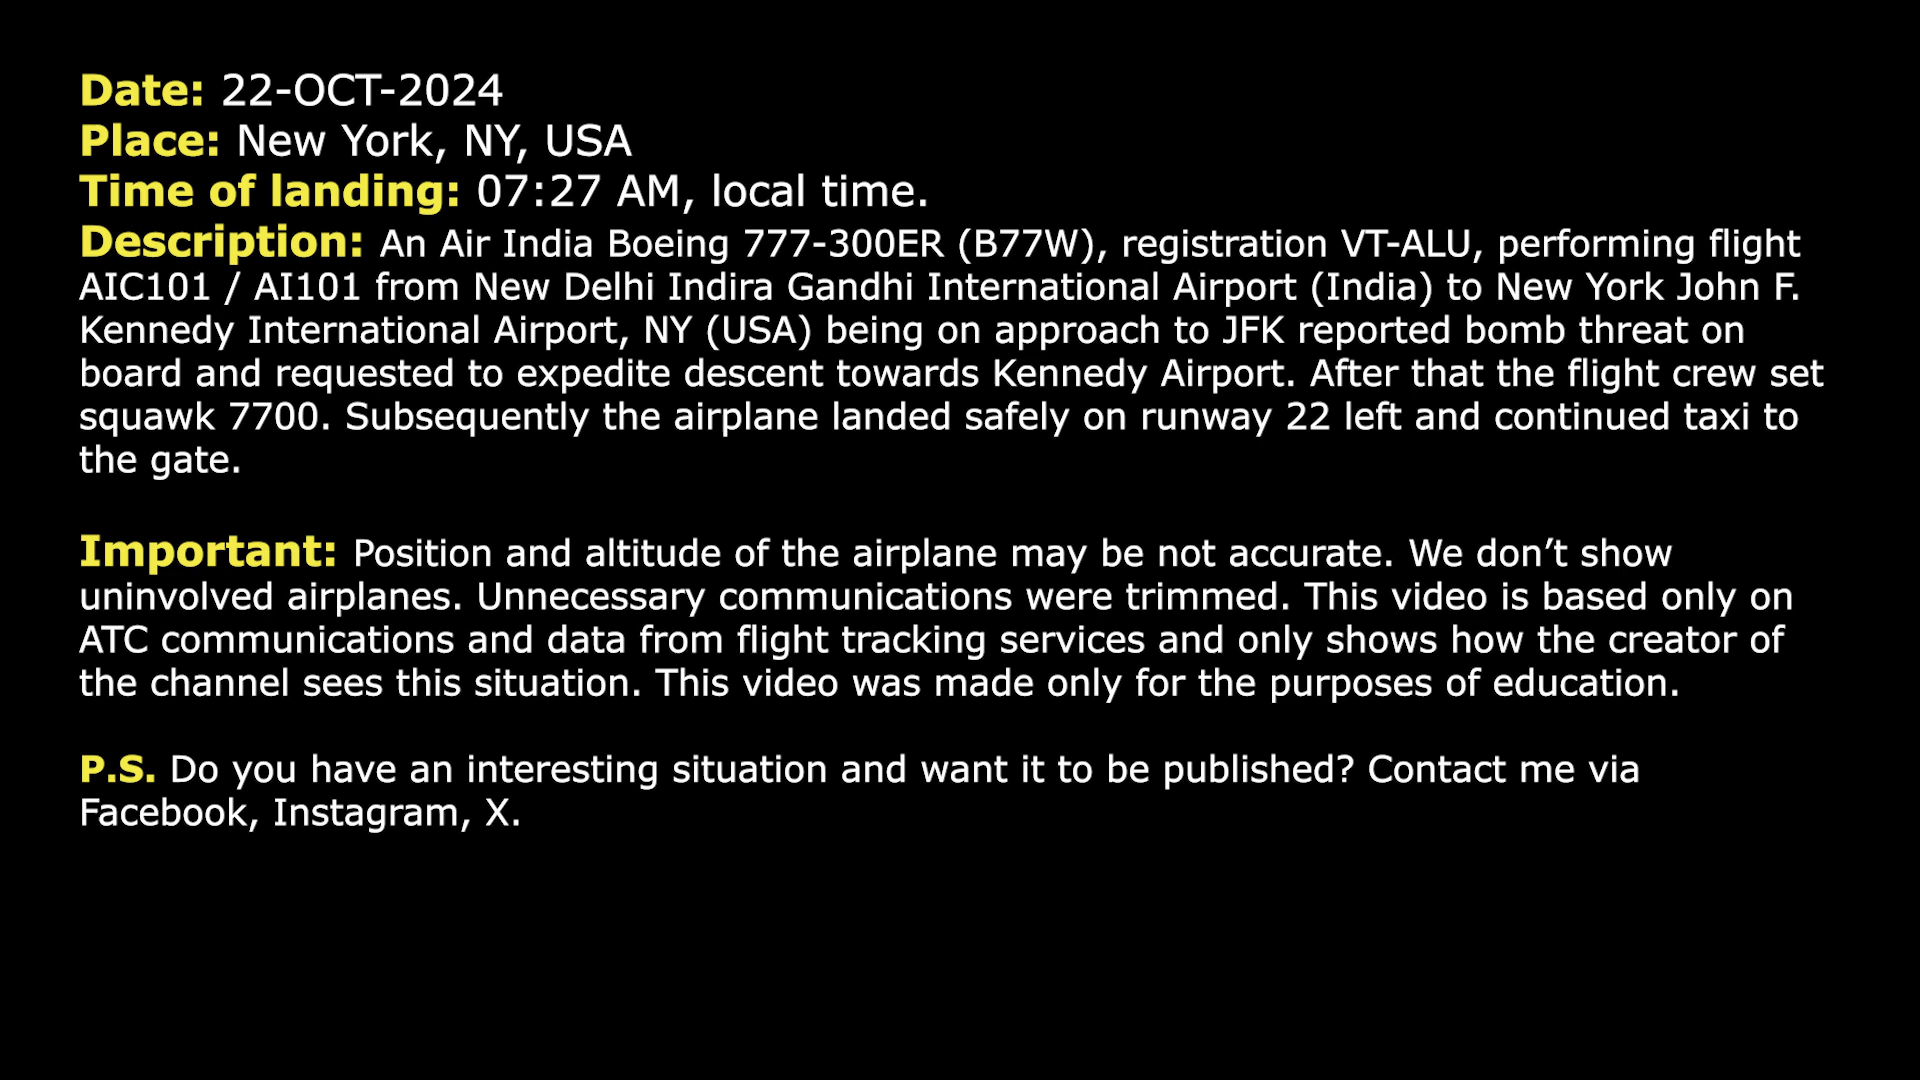 Date: 22-OCT-2024
Place: New York, NY, USA
Time of landing: 07:27 AM, local time.
Description: An Air India Boeing 777-300ER (B77W), registration VT-ALU, performing flight
AIC101 / AI101 from New Delhi Indira Gandhi International Airport (India) to New York John F.
Kennedy International Airport, NY (USA) being on approach to JFK reported bomb threat on
board and requested to expedite descent towards Kennedy Airport. After that the flight crew set
squawk 7700. Subsequently the airplane landed safely on runway 22 left and continued taxi to
the gate.
Important: Position and altitude of the airplane may be not accurate. We don’t show
uninvolved airplanes. Unnecessary communications were trimmed. This video is based only on
ATC communications and data from flight tracking services and only shows how the creator of
the channel sees this situation. This video was made only for the purposes of education.
P.S. Do you have an interesting situation and want it to be published? Contact me via
Facebook, Instagram, X.